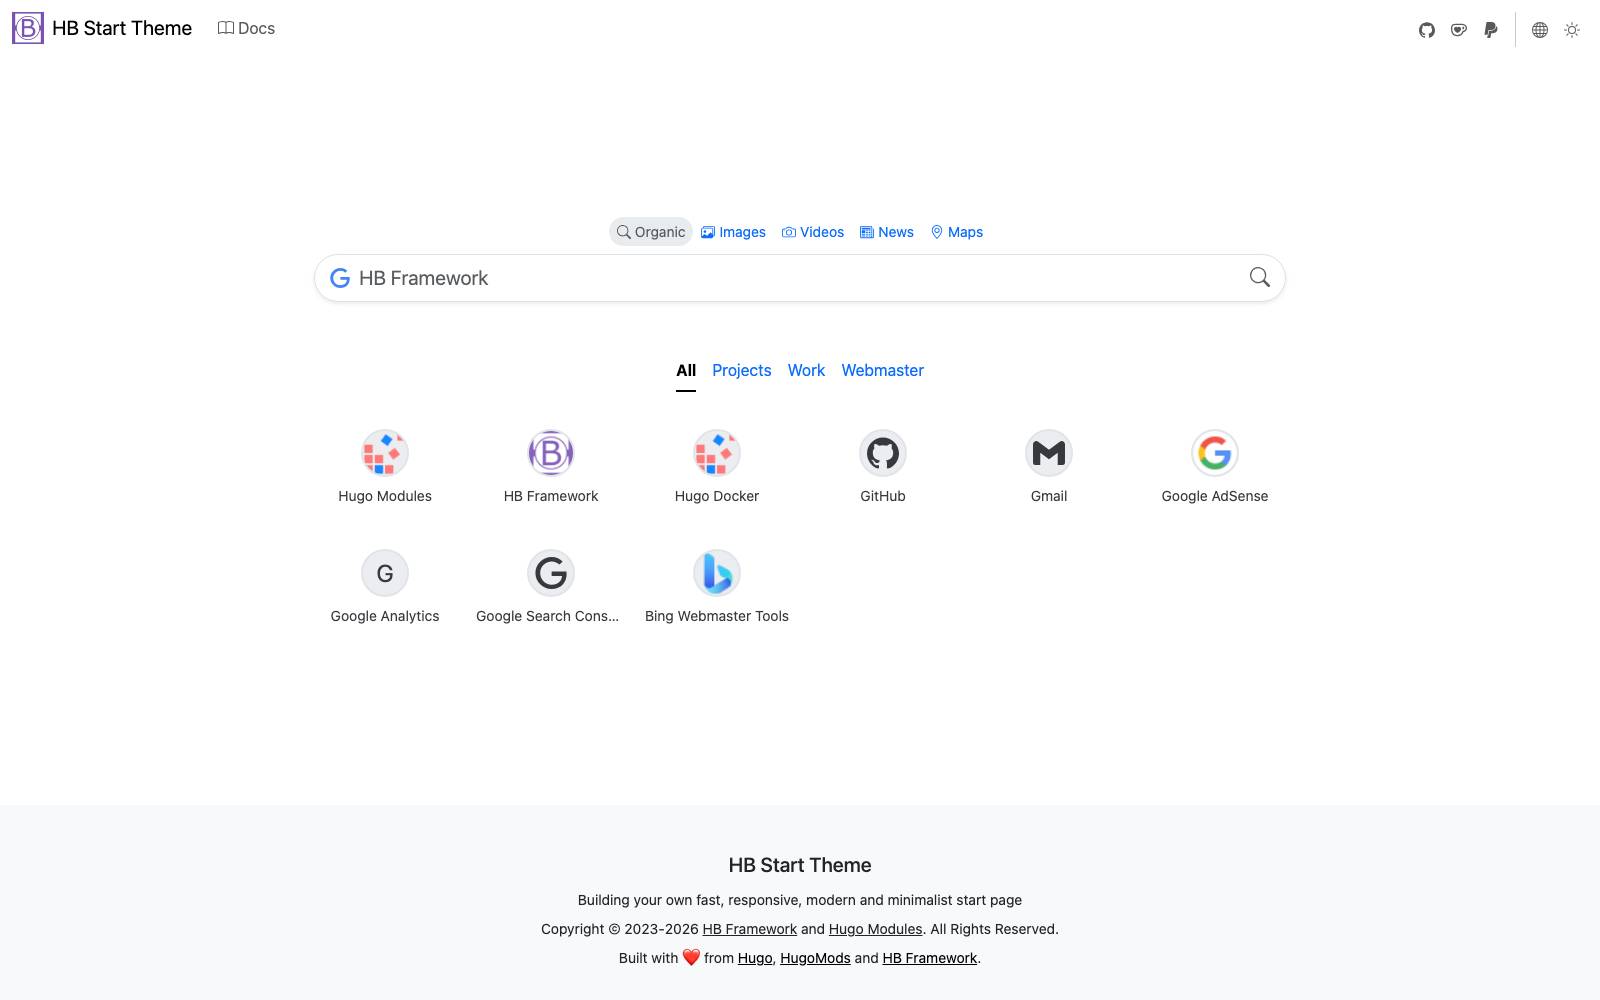 HB Start Theme Docs
Organic Images Videos News Maps
HB Framework
All Projects Work Webmaster
Hugo Modules HB Framework Hugo Docker GitHub Gmail Google AdSense
G
Google Analytics Google Search Cons... Bing Webmaster Tools
HB Start Theme
Building your own fast, responsive, modern and minimalist start page
Copyright © 2023-2026 HB Framework and Hugo Modules. All Rights Reserved.
Built with ❤️ from Hugo, HugoMods and HB Framework.